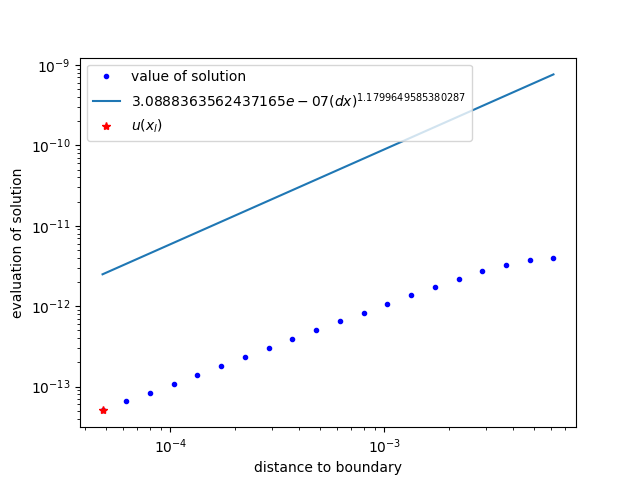 value of solution
3.0888363562437165e − 07(dx)^1.1799649585380287
u(x_l)
evaluation of solution
10^−9
10^−10
10^−11
10^−12
10^−13
10^−4
10^−3
distance to boundary